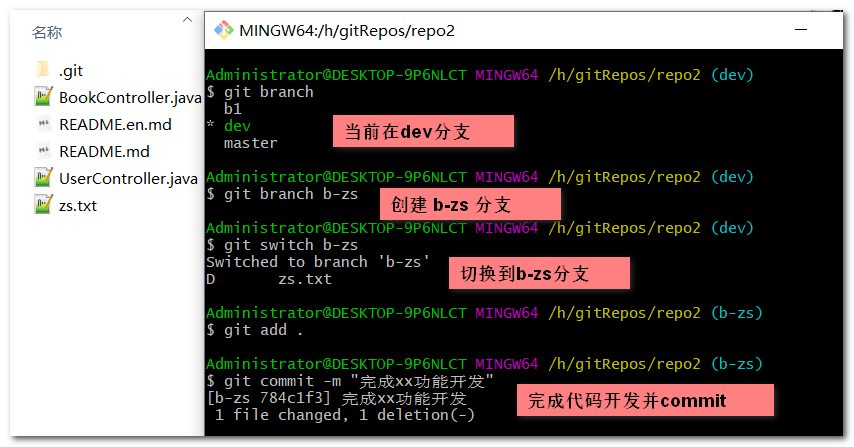 名称
.git
BookController.java
README.en.md
README.md
UserController.java
zs.txt
MINGW64:/h/gitRepos/repo2
Administrator@DESKTOP-9P6NLCT MINGW64 /h/gitRepos/repo2 (dev)
$ git branch
b1
* dev
当前在dev分支
master
Administrator@DESKTOP-9P6NLCT MINGW64 /h/gitRepos/repo2 (dev)
$ git branch b-zs
创建 b-zs 分支
Administrator@DESKTOP-9P6NLCT MINGW64 /h/gitRepos/repo2 (dev)
$ git switch b-zs
Switched to branch 'b-zs'
D       zs.txt
切换到b-zs分支
Administrator@DESKTOP-9P6NLCT MINGW64 /h/gitRepos/repo2 (b-zs)
$ git add .
Administrator@DESKTOP-9P6NLCT MINGW64 /h/gitRepos/repo2 (b-zs)
$ git commit -m "完成xx功能开发"
[b-zs 784c1f3] 完成xx功能开发
完成代码开发并commit
1 file changed, 1 deletion(-)